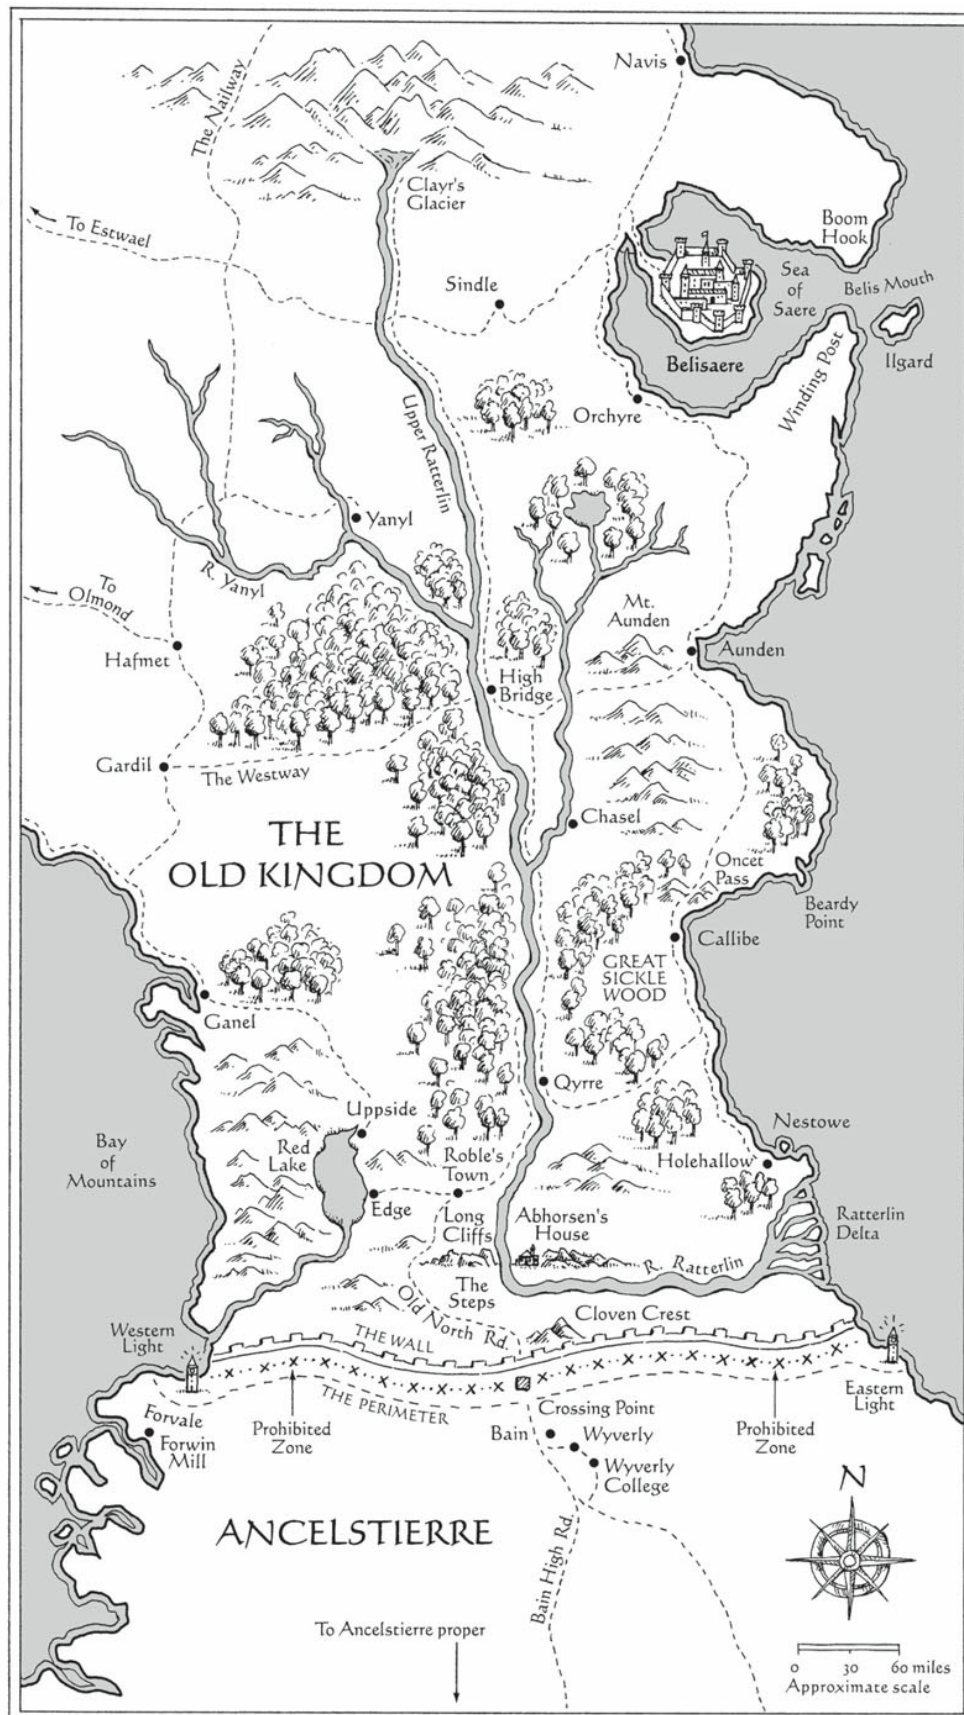 Navis
The Nailway
Clayr's
Glacier
To Estwael
Boom
Hook
Sea
of
Saere
Belis Mouth
Sindle
Ilgard
Belisaere
Winding Post
Orchyre
Upper Ratterlin
Yanyl
R. Yanyl
To
Olmond
Mt.
Aunden
Aunden
Hafmet
High
Bridge
Gardil
The Westway
THE
OLD KINGDOM
Chasel
Oncet
Pass
Beardy
Point
Callibe
GREAT
SICKLE
WOOD
Ganel
Qyrre
Uppside
Nestowe
Bay
of
Mountains
Red
Lake
Roble's
Town
Holehallow
Edge
Long
Cliffs
Abhorsen's
House
Ratterlin
Delta
R. Ratterlin
The
Steps
Old North Rd.
Cloven Crest
Western
Light
THE WALL
THE PERIMETER
Eastern
Light
Forvale
Forwin
Mill
Prohibited
Zone
Crossing Point
Prohibited
Zone
Bain
Wyverly
Wyverly
College
N
ANCELSTIERRE
Bain High Rd.
To Ancelstierre proper
0 30 60 miles
Approximate scale